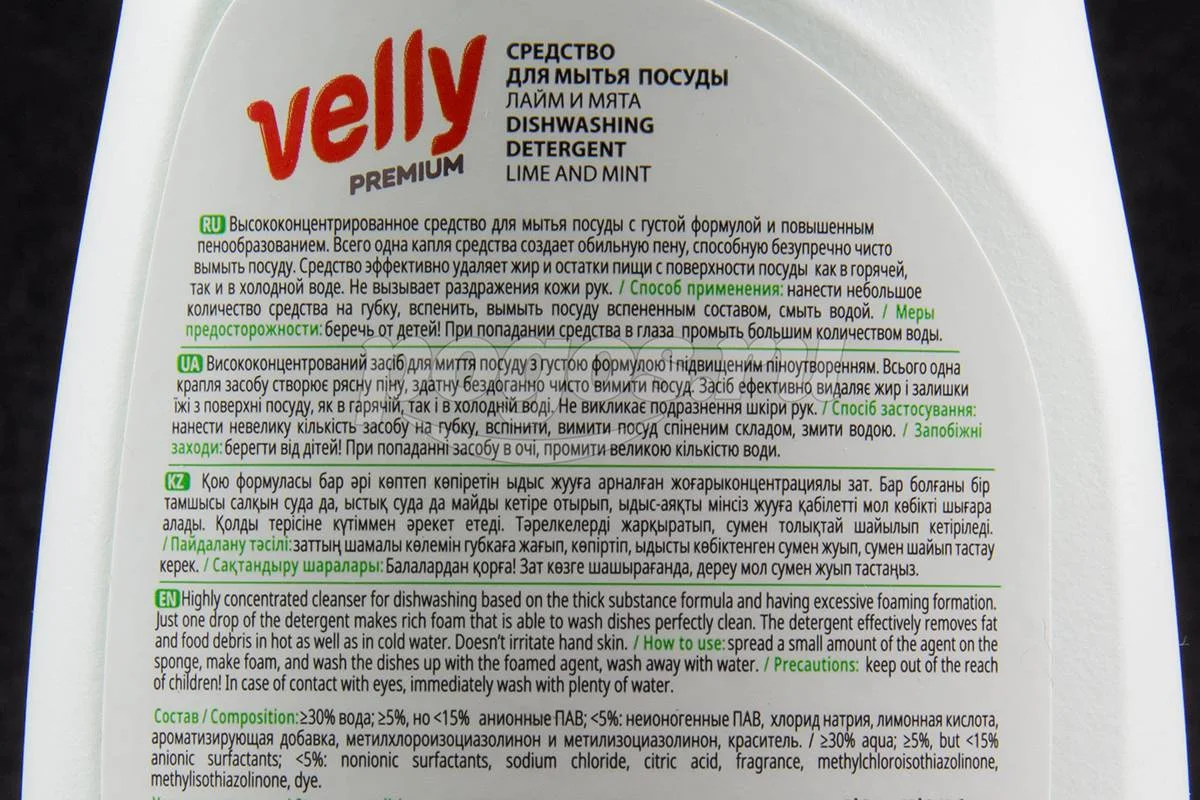 velly
PREMIUM
СРЕДСТВО
ДЛЯ МЫТЬЯ ПОСУДЫ
ЛАЙМ И МЯТА
DISHWASHING
DETERGENT
LIME AND MINT
RU Высококонцентрированное средство для мытья посуды с густой формулой и повышенным
пенообразованием. Всего одна капля средства создает обильную пену, способную безупречно чисто
вымыть посуду. Средство эффективно удаляет жир и остатки пищи с поверхности посуды как в горячей,
так и в холодной воде. Не вызывает раздражения кожи рук. / Способ применения: нанести небольшое
количество средства на губку, вспенить, вымыть посуду вспененным составом, смыть водой. / Меры
предосторожности: беречь от детей! При попадании средства в глаза промыть большим количеством воды.
pogoda.ru
UA Висококонцентрований засіб для миття посуду з густою формулою і підвищеним піноутворенням. Всього одна
крапля засобу створює рясну піну, здатну бездоганно чисто вимити посуд. Засіб ефективно видаляє жир і залишки
їжі з поверхні посуду, як в гарячій, так і в холодній воді. Не викликає подразнення шкіри рук. / Спосіб застосування:
нанести невелику кількість засобу на губку, вспінити, вимити посуд спіненим складом, змити водою. / Запобіжні
заходи: берегти від дітей! При попаданні засобу в очі, промити великою кількістю води.
KZ Қою формуласы бар әрі көптеп көпіретін ыдыс жууға арналған жоғарыконцентрациялы зат. Бар болғаны бір
тамшысы салқын суда да, ыстық суда да майды кетіре отырып, ыдыс-аяқты мінсіз жууға қабілетті мол көбікті шығара
алады. Қолды терісіне күтіммен әрекет етеді. Тәрелкелерді жарқыратып, сумен толықтай шайылып кетіріледі.
/ Пайдалану тәсілі: заттың шамалы көлемін губкаға жағып, көпіртіп, ыдысты көбіктенген сумен жуып, сумен шайып тастау
керек. / Сақтандыру шаралары: Балалардан қорға! Зат көзге шашырағанда, дереу мол сумен жуып тастаңыз.
EN Highly concentrated cleanser for dishwashing based on the thick substance formula and having excessive foaming formation.
Just one drop of the detergent makes rich foam that is able to wash dishes perfectly clean. The detergent effectively removes fat
and food debris in hot as well as in cold water. Doesn't irritate hand skin. / How to use: spread a small amount of the agent on the
sponge, make foam, and wash the dishes up with the foamed agent, wash away with water. / Precautions: keep out of the reach
of children! In case of contact with eyes, immediately wash with plenty of water.
Состав / Composition: ≥30% вода; ≥5%, но <15% анионные ПАВ; <5%: неионогенные ПАВ, хлорид натрия, лимонная кислота,
ароматизирующая добавка, метилхлороизоциазолинон и метилизоциазолинон, краситель. / ≥30% aqua; ≥5%, but <15%
anionic surfactants; <5%: nonionic surfactants, sodium chloride, citric acid, fragrance, methylchloroisothiazolinone,
methylisothiazolinone, dye.